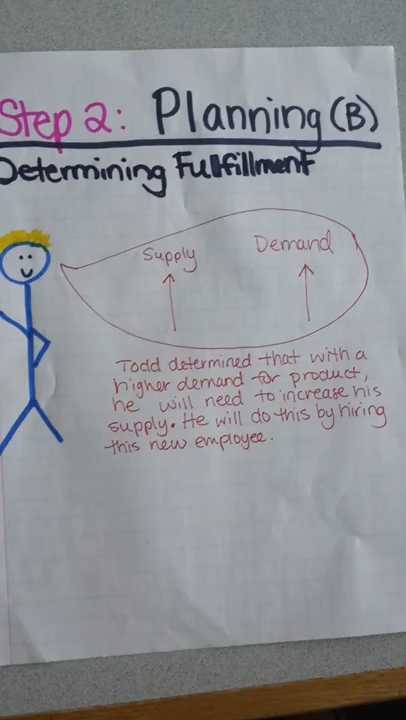 Step 2: Planning (B)
Determining Fulfillment
Supply Demand
Todd determined that with a
higher demand for product,
he will need to increase his
supply. He will do this by hiring
this new employee.